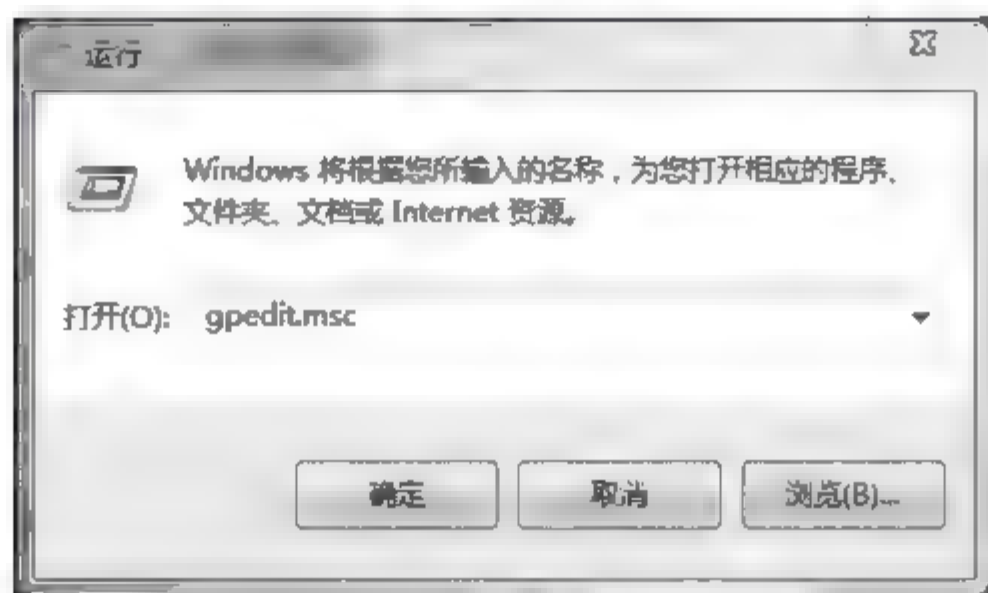 运行
Windows 将根据您所输入的名称，为您打开相应的程序、
文件夹、文档或 Internet 资源。
打开(O): gpedit.msc
确定 取消 浏览(B)...